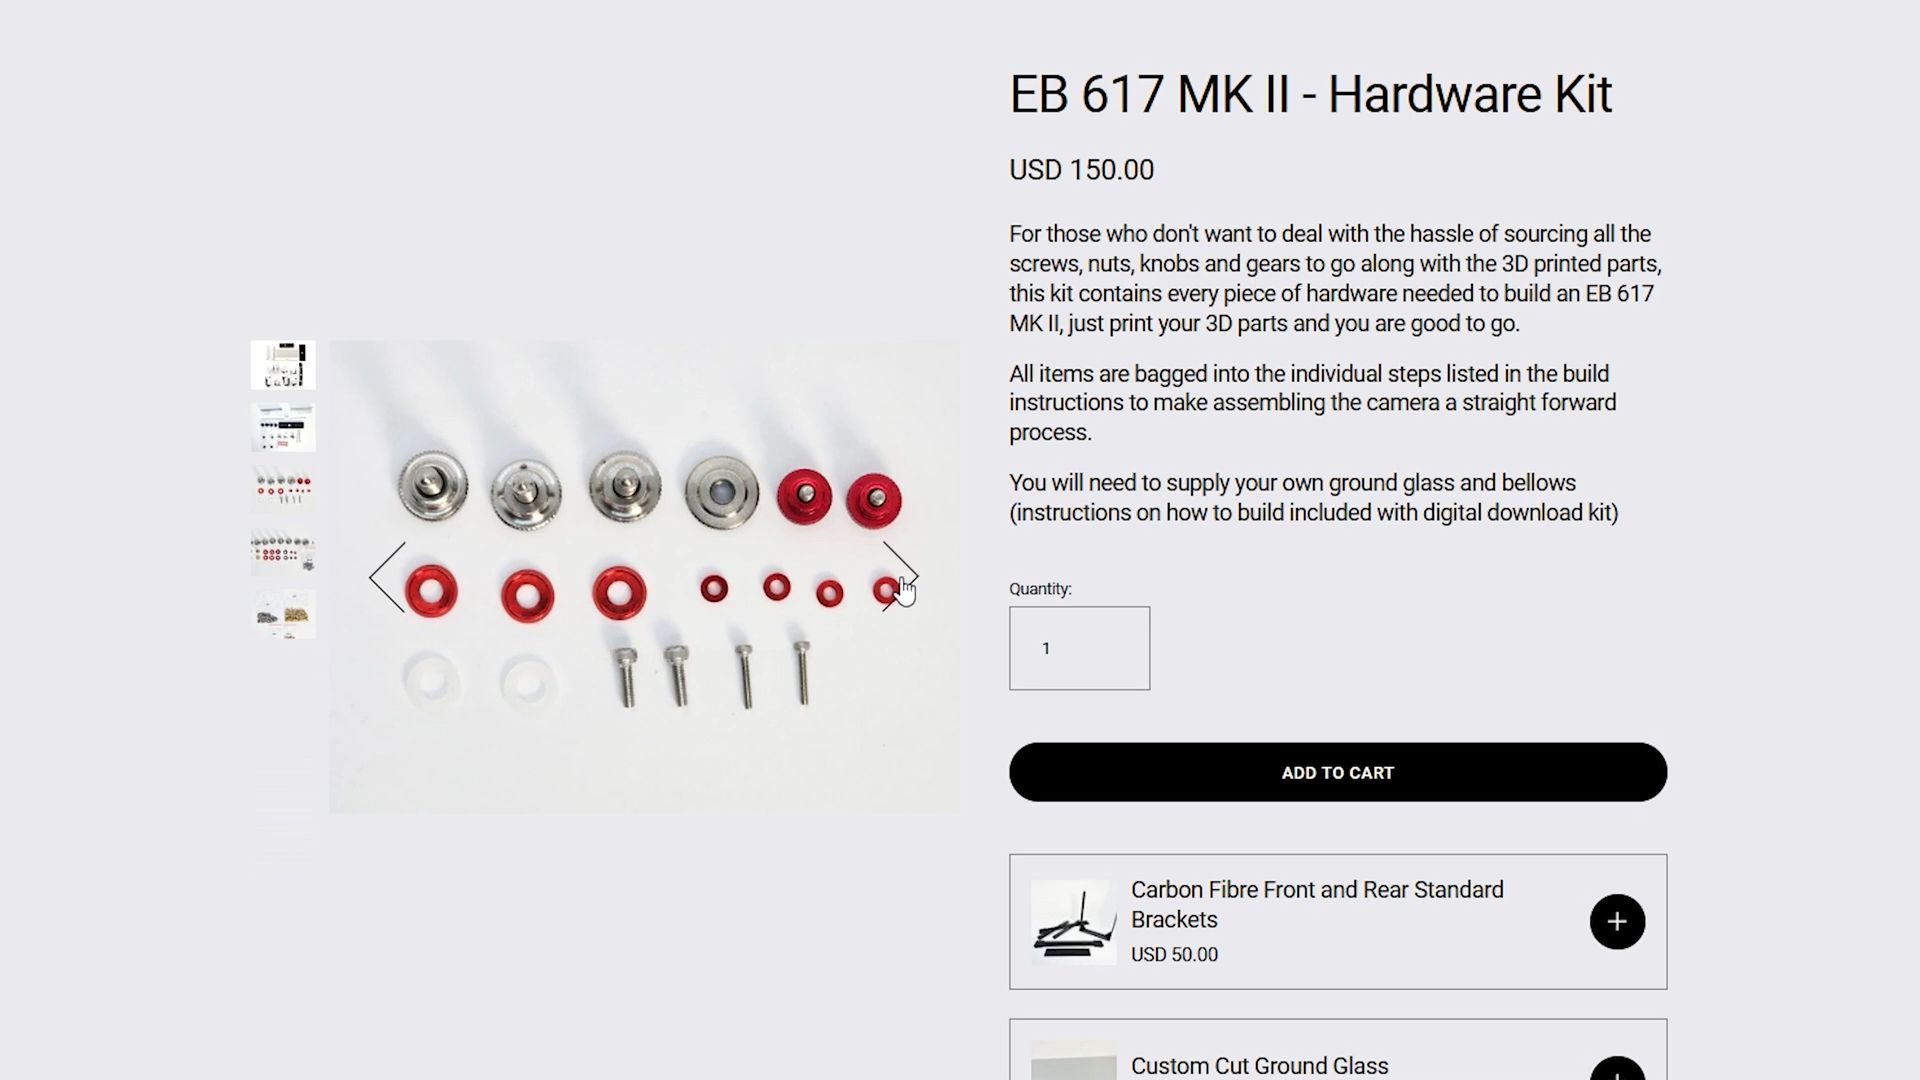 EB 617 MK II - Hardware Kit
USD 150.00
For those who don't want to deal with the hassle of sourcing all the
screws, nuts, knobs and gears to go along with the 3D printed parts,
this kit contains every piece of hardware needed to build an EB 617
MK II, just print your 3D parts and you are good to go.
All items are bagged into the individual steps listed in the build
instructions to make assembling the camera a straight forward
process.
You will need to supply your own ground glass and bellows
(instructions on how to build included with digital download kit)
Quantity:
1
ADD TO CART
Carbon Fibre Front and Rear Standard
Brackets
USD 50.00
Custom Cut Ground Glass